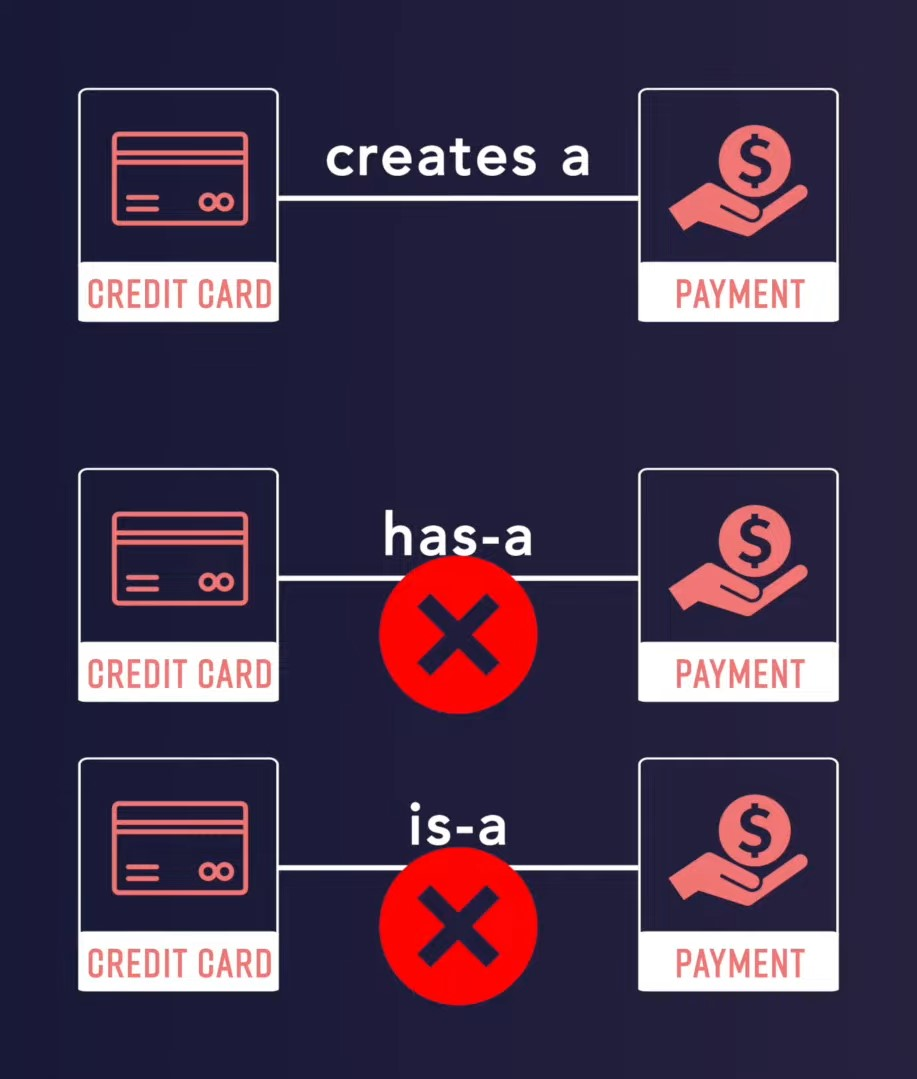 creates a
CREDIT CARD
PAYMENT
has-a
CREDIT CARD
PAYMENT
is-a
CREDIT CARD
PAYMENT